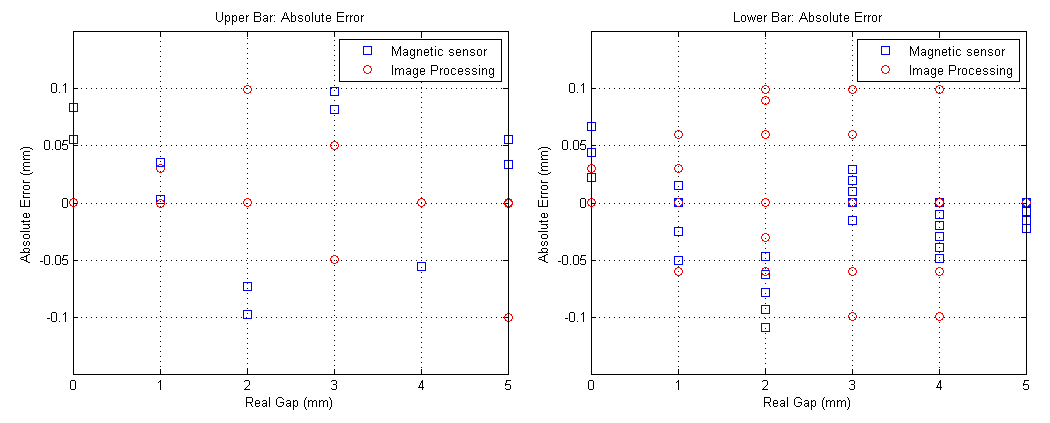 Upper Bar: Absolute Error
Magnetic sensor
Image Processing
0.1
0.05
0
-0.05
-0.1
Absolute Error (mm)
0 1 2 3 4 5
Real Gap (mm)
Lower Bar: Absolute Error
Magnetic sensor
Image Processing
0.1
0.05
0
-0.05
-0.1
Absolute Error (mm)
0 1 2 3 4 5
Real Gap (mm)